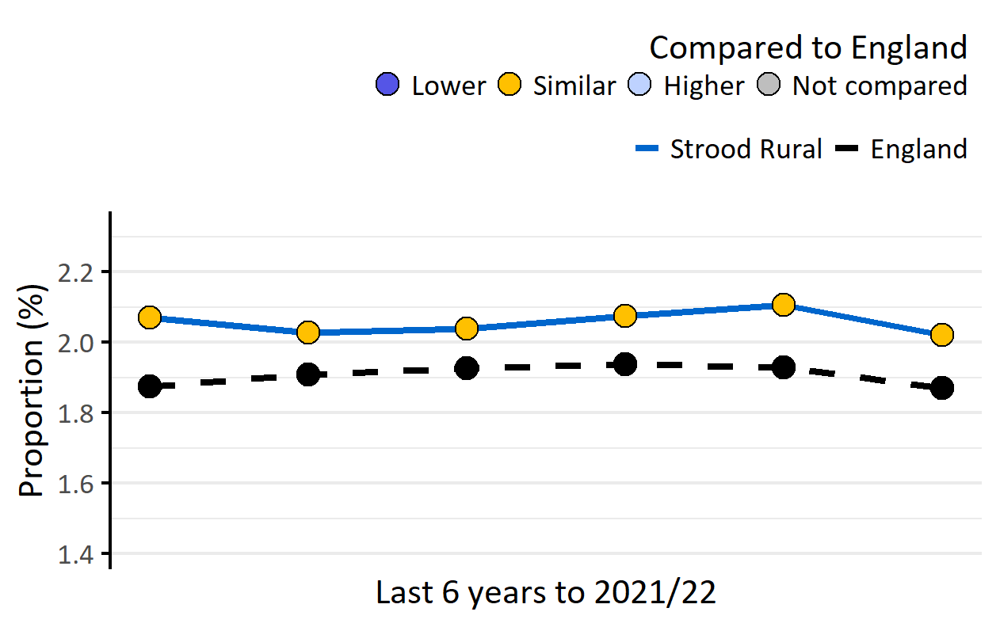 Compared to England
Lower Similar Higher Not compared
Strood Rural England
2.2
2.0
1.8
1.6
1.4
Proportion (%)
Last 6 years to 2021/22